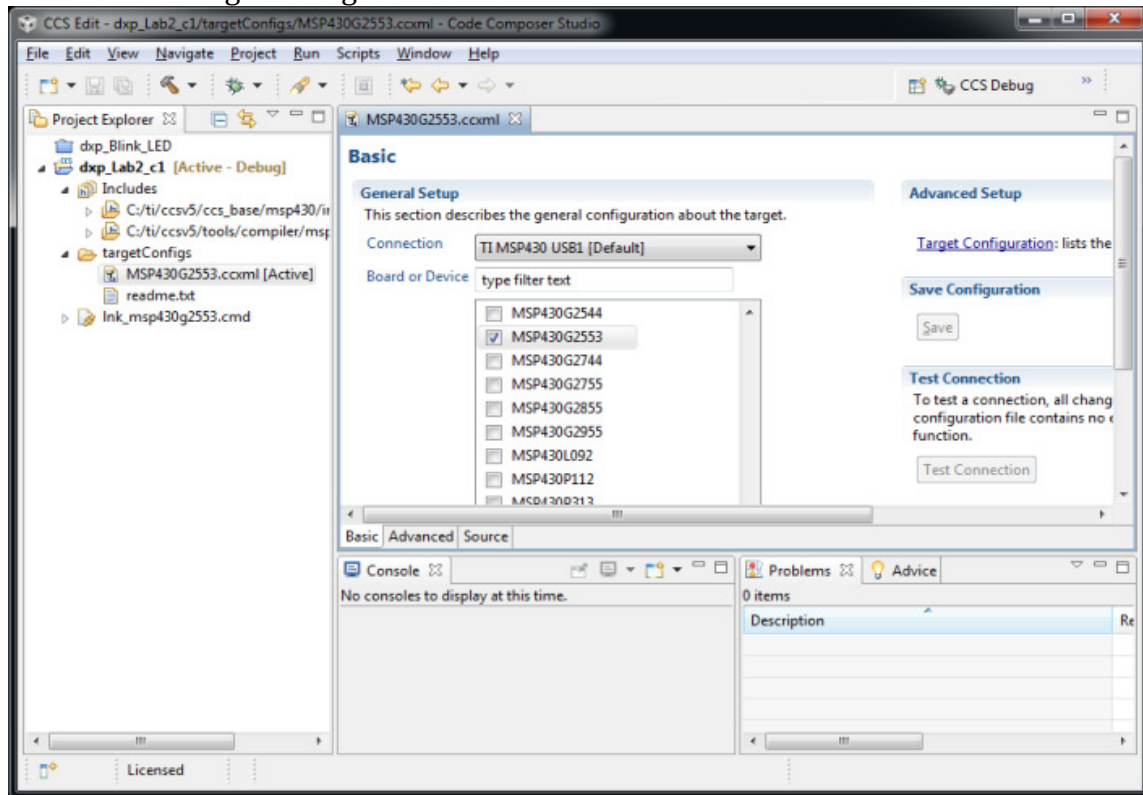 CCS Edit - dxp_Lab2_c1/targetConfigs/MSP430G2553.ccxml - Code Composer Studio
File Edit View Navigate Project Run Scripts Window Help
CCS Debug
Project Explorer
dxp_Blink_LED
dxp_Lab2_c1 [Active - Debug]
Includes
C:/ti/ccsv5/ccs_base/msp430/ir
C:/ti/ccsv5/tools/compiler/msp
targetConfigs
MSP430G2553.ccxml [Active]
readme.txt
lnk_msp430g2553.cmd
MSP430G2553.ccxml
Basic
General Setup
This section describes the general configuration about the target.
Connection TI MSP430 USB1 [Default]
Board or Device type filter text
MSP430G2544
MSP430G2553
MSP430G2744
MSP430G2755
MSP430G2855
MSP430G2955
MSP430L092
MSP430P112
MSP430P313
Advanced Setup
Target Configuration: lists the
Save Configuration
Save
Test Connection
To test a connection, all chang
configuration file contains no
function.
Test Connection
Basic Advanced Source
Console
No consoles to display at this time.
Problems Advice
0 items
Description Re
Licensed